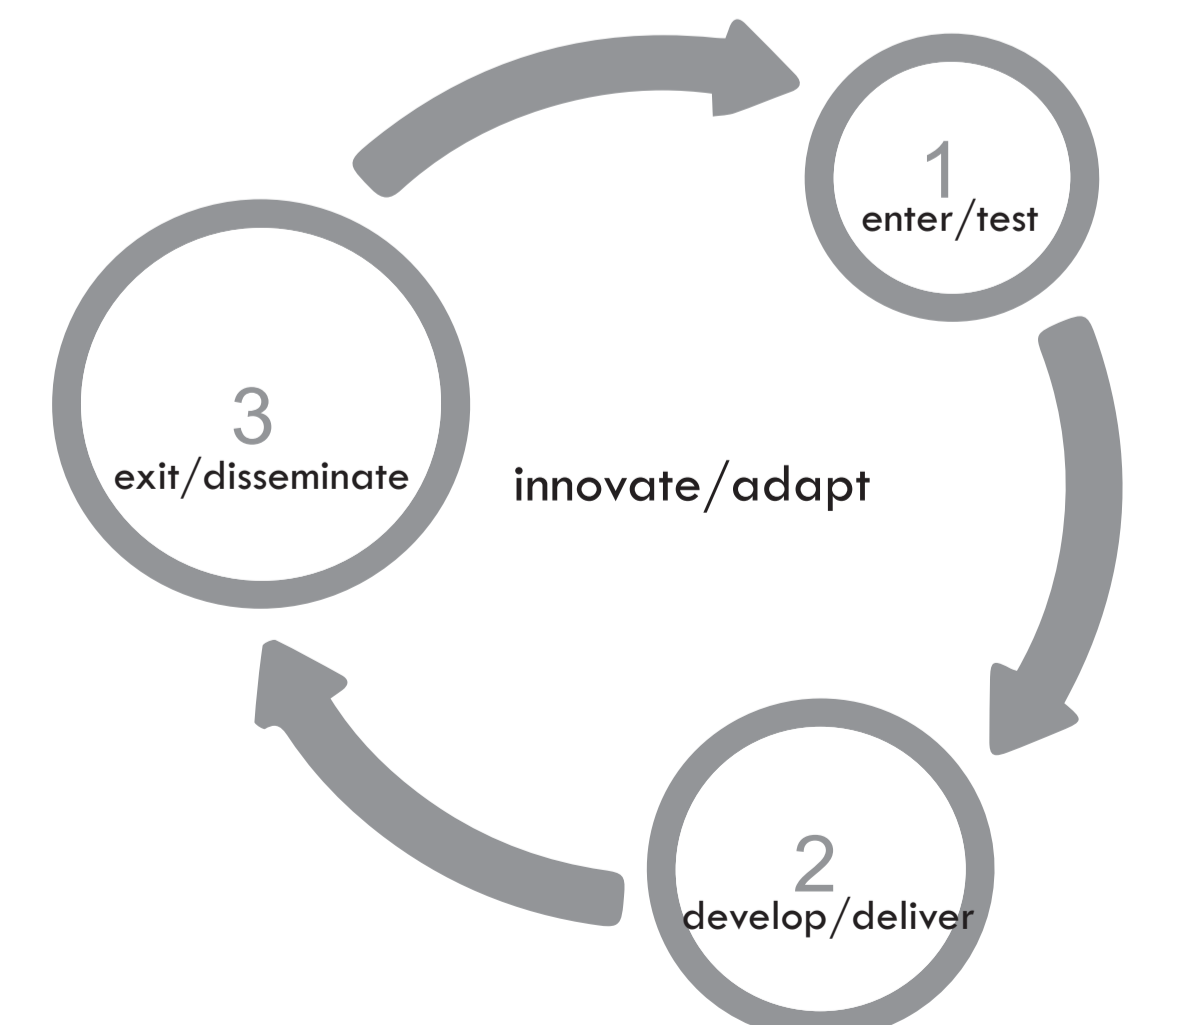 1
enter/test
3
exit/disseminate
innovate/adapt
2
develop/deliver